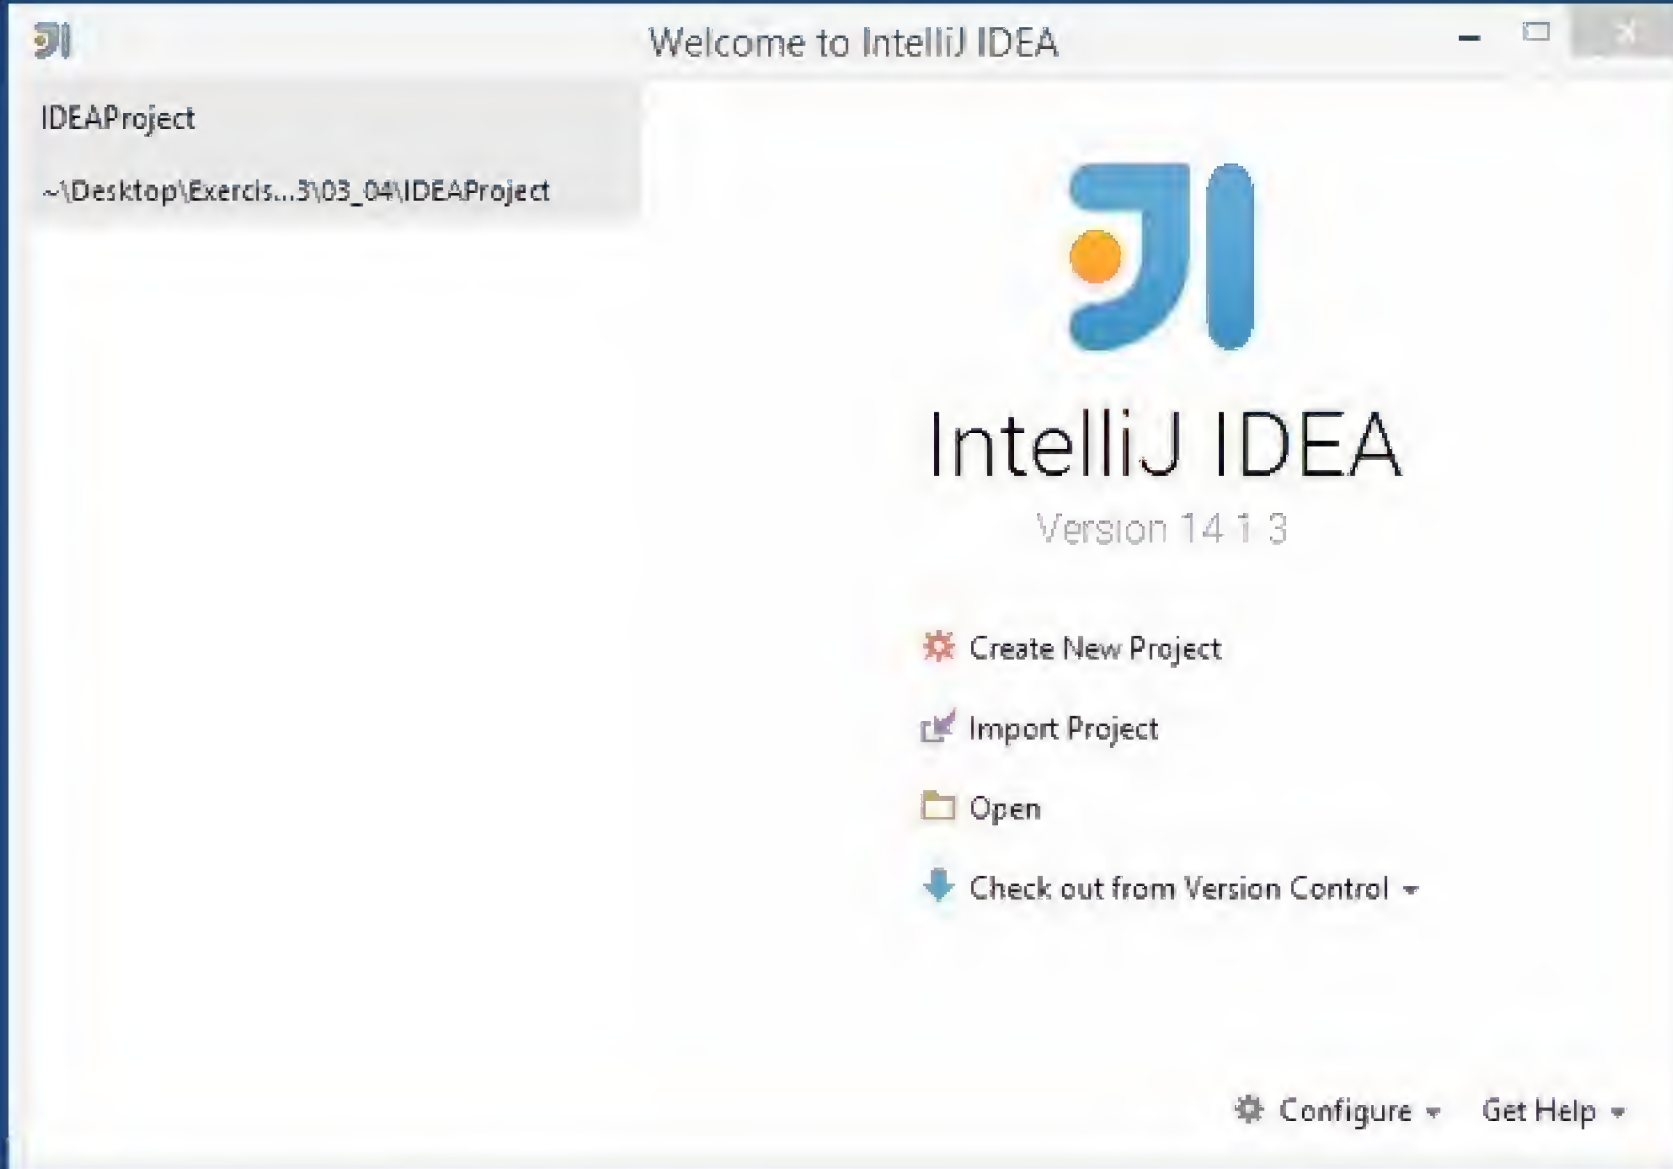 Welcome to IntelliJ IDEA
IDEAProject
~\Desktop\Exercis...3\03_04\IDEAProject
IntelliJ IDEA
Version 14.1.3
Create New Project
Import Project
Open
Check out from Version Control
Configure
Get Help